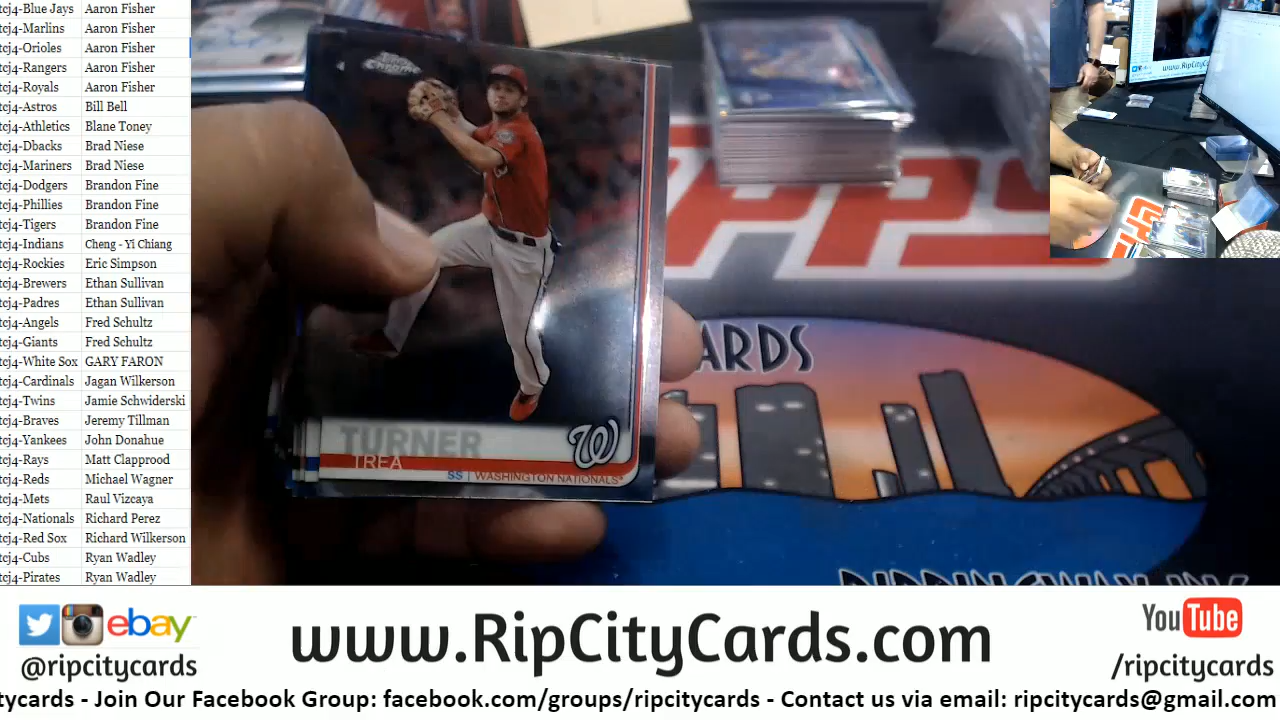 tcj4-Blue Jays Aaron Fisher
tcj4-Marlins Aaron Fisher
tcj4-Orioles Aaron Fisher
tcj4-Rangers Aaron Fisher
tcj4-Royals Aaron Fisher
tcj4-Astros Bill Bell
tcj4-Athletics Blane Toney
tcj4-Dbacks Brad Niese
tcj4-Mariners Brad Niese
tcj4-Dodgers Brandon Fine
tcj4-Phillies Brandon Fine
tcj4-Tigers Brandon Fine
tcj4-Indians Cheng - Yi Chiang
tcj4-Rockies Eric Simpson
tcj4-Brewers Ethan Sullivan
tcj4-Padres Ethan Sullivan
tcj4-Angels Fred Schultz
tcj4-Giants Fred Schultz
tcj4-White Sox GARY FARON
tcj4-Cardinals Jagan Wilkerson
tcj4-Twins Jamie Schwiderski
tcj4-Braves Jeremy Tillman
tcj4-Yankees John Donahue
tcj4-Rays Matt Clapprood
tcj4-Reds Michael Wagner
tcj4-Mets Raul Vizcaya
tcj4-Nationals Richard Perez
tcj4-Red Sox Richard Wilkerson
tcj4-Cubs Ryan Wadley
tcj4-Pirates Ryan Wadley
Chrome
TURNER
TREA
W
SS | WASHINGTON NATIONALS
PPS
ARDS
www.RipCityCa
ebay
@ripcitycards
www.RipCityCards.com
YouTube
/ripcitycards
tycards - Join Our Facebook Group: facebook.com/groups/ripcitycards - Contact us via email: ripcitycards@gmail.com